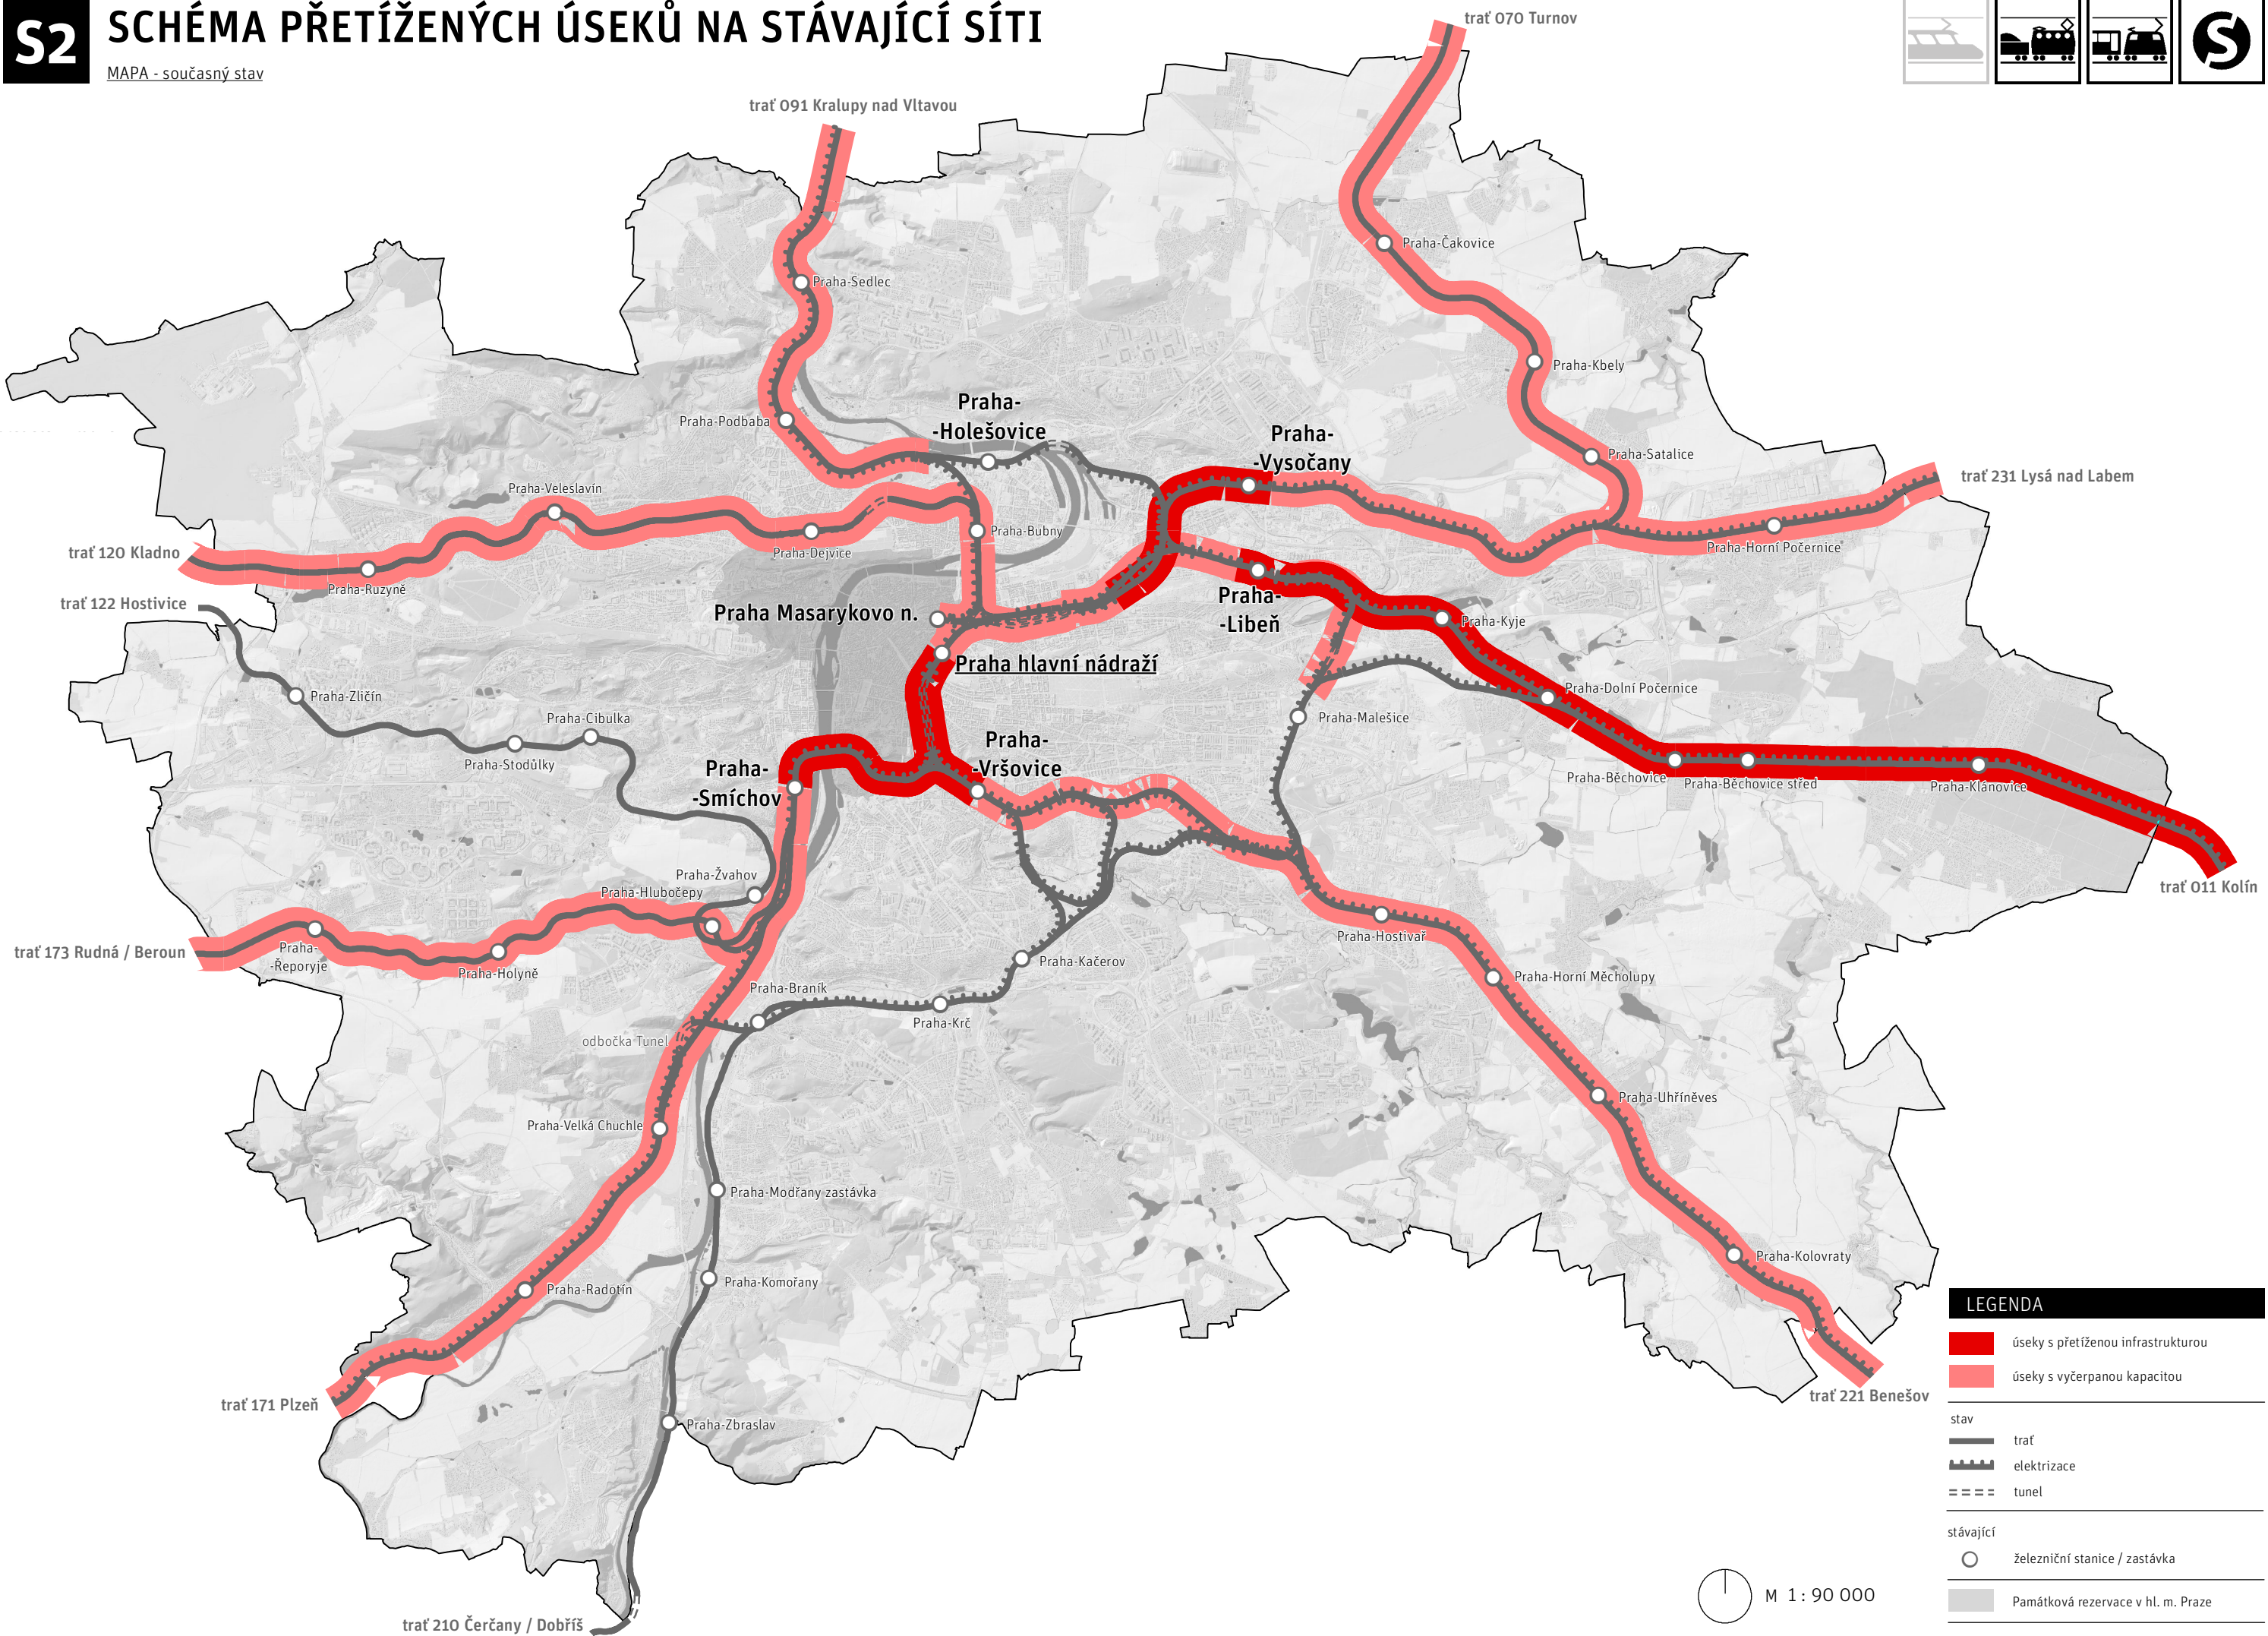 S2
SCHÉMA PŘETÍŽENÝCH ÚSEKŮ NA STÁVAJÍCÍ SÍTI
MAPA - současný stav
S
trať 070 Turnov
trať 091 Kralupy nad Vltavou
Praha-Čakovice
Praha-Sedlec
Praha-Kbely
Praha-
-Holešovice
Praha-Podbaba
Praha-
-Vysočany
Praha-Satalice
trať 231 Lysá nad Labem
Praha-Veleslavín
Praha-Bubny
Praha-Dejvice
Praha-Horní Počernice
trať 120 Kladno
Praha-Ruzyně
trať 122 Hostivice
Praha Masarykovo n.
Praha-
-Libeň
Praha-Kyje
Praha hlavní nádraží
Praha-Dolní Počernice
Praha-Zličín
Praha-Cibulka
Praha-Malešice
Praha-Stodůlky
Praha-
-Vršovice
Praha-
-Smíchov
Praha-Běchovice
Praha-Běchovice střed
Praha-Klánovice
trať 011 Kolín
Praha-Žvahov
Praha-Hlubočepy
Praha-Hostivař
trať 173 Rudná / Beroun
Praha-
-Řeporyje
Praha-Holyně
Praha-Kačerov
Praha-Horní Měcholupy
Praha-Braník
Praha-Krč
odbočka Tunel
Praha-Uhříněves
Praha-Velká Chuchle
Praha-Modřany zastávka
Praha-Kolovraty
Praha-Komořany
Praha-Radotín
trať 221 Benešov
trať 171 Plzeň
Praha-Zbraslav
trať 210 Čerčany / Dobříš
M 1 : 90 000
LEGENDA
úseky s přetíženou infrastrukturou
úseky s vyčerpanou kapacitou
stav
trať
elektrizace
tunel
stávající
železniční stanice / zastávka
Památková rezervace v hl. m. Praze